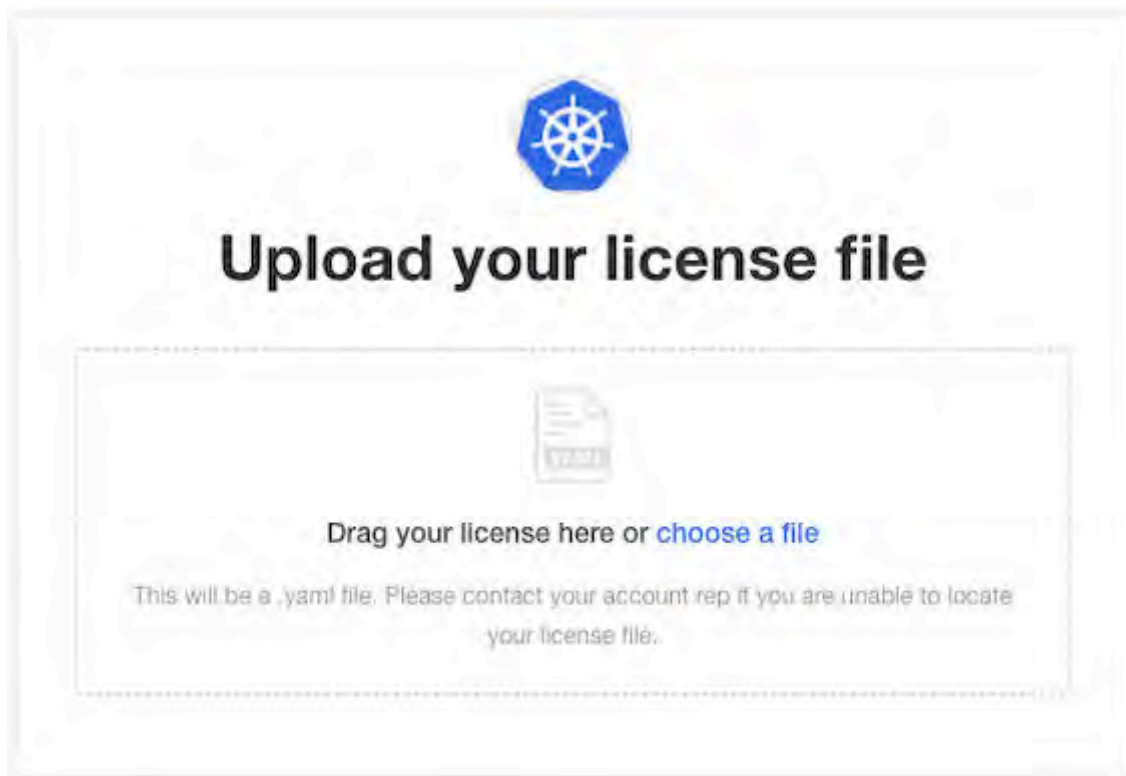 Upload your license file
YAML
Drag your license here or choose a file
This will be a .yaml file. Please contact your account rep if you are unable to locate
your license file.